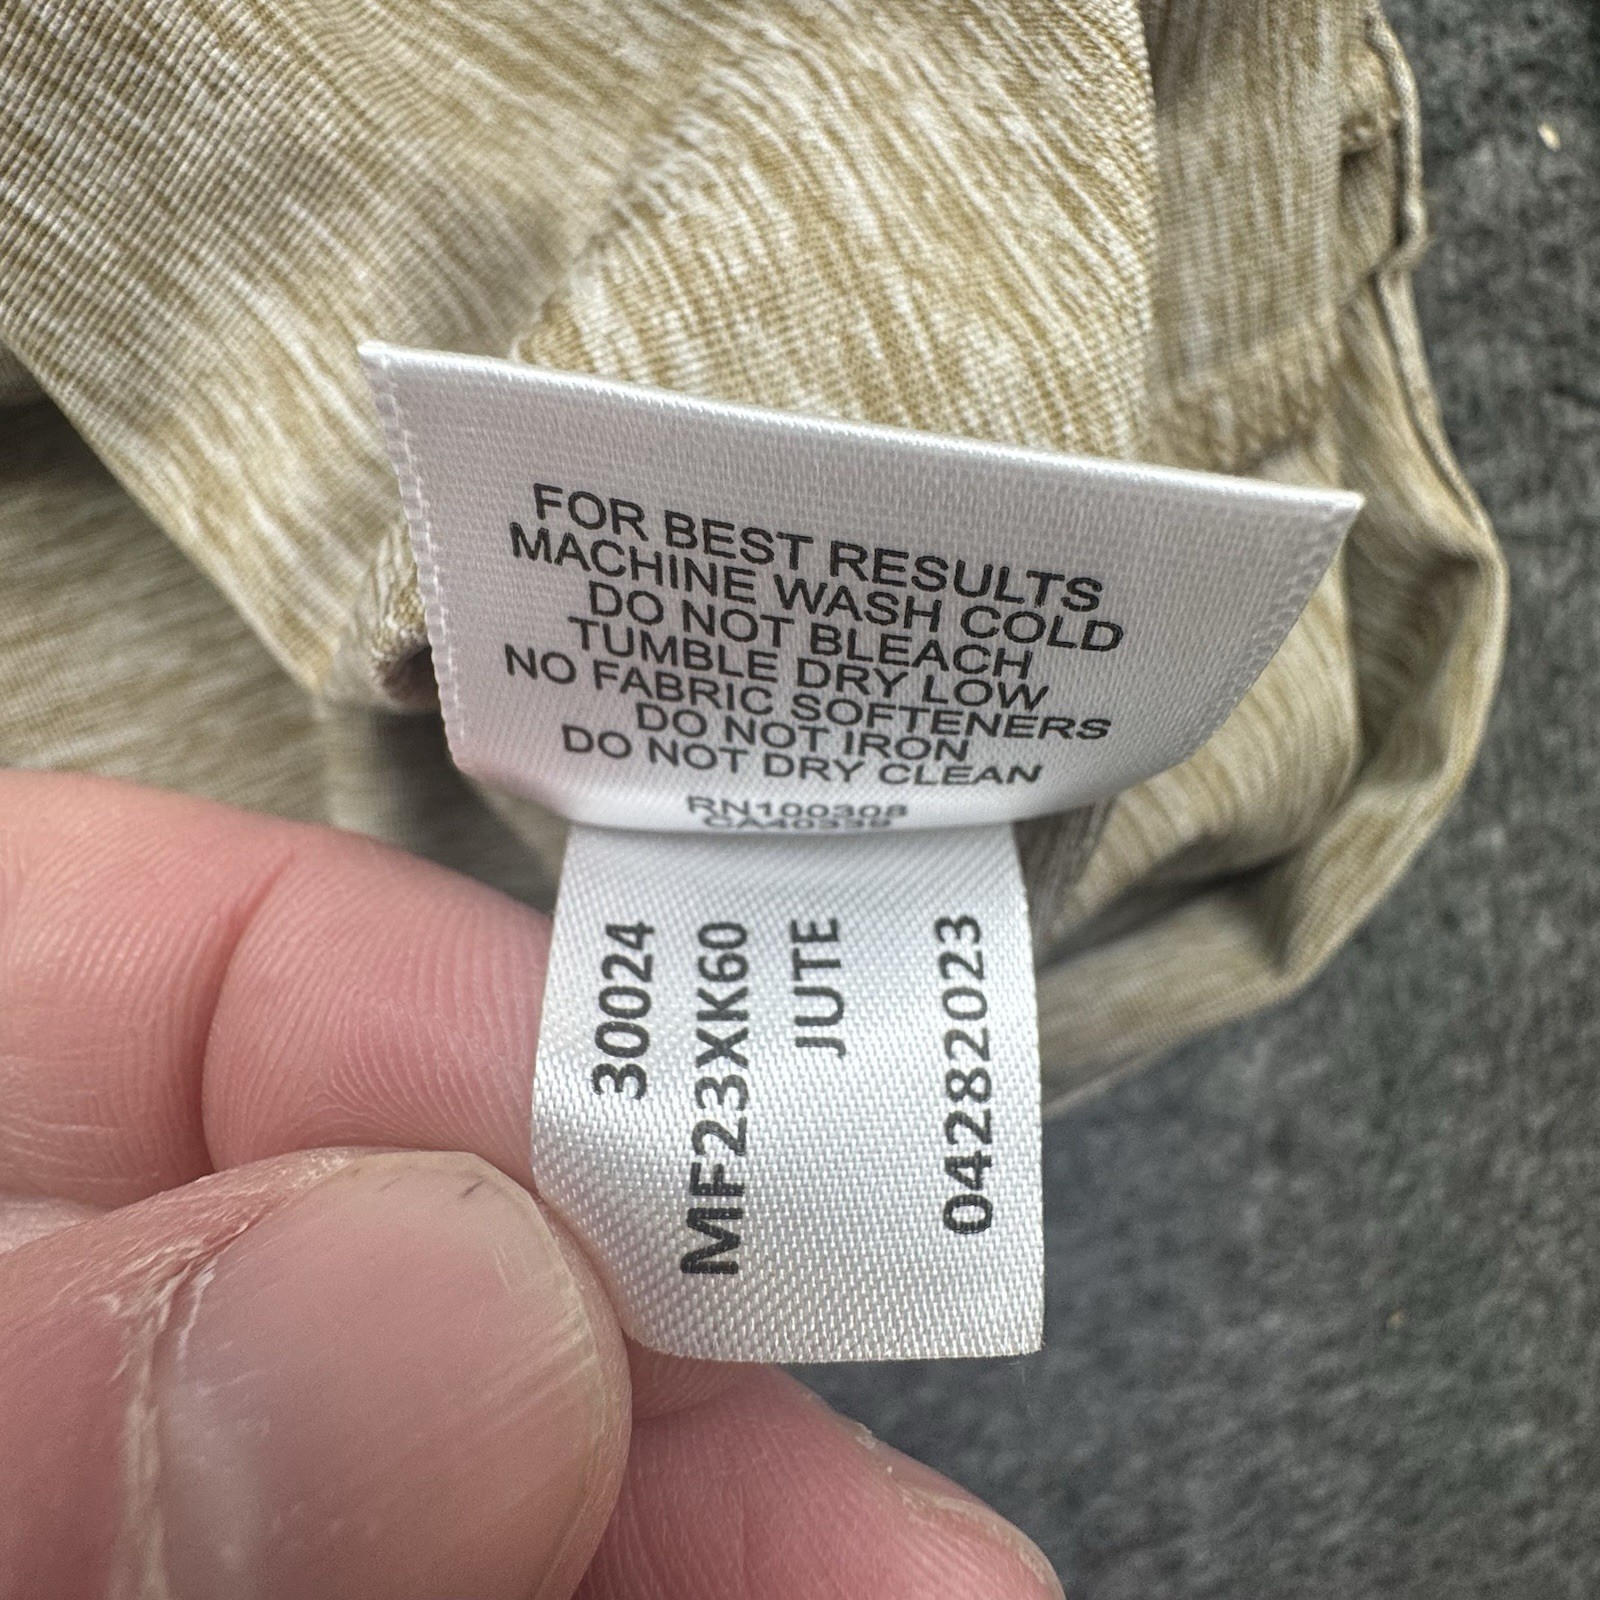 FOR BEST RESULTS
MACHINE WASH COLD
DO NOT BLEACH
TUMBLE DRY LOW
NO FABRIC SOFTENERS
DO NOT IRON
DO NOT DRY CLEAN
RN100308
CA40339
30024
MF23XK60
JUTE
04282023